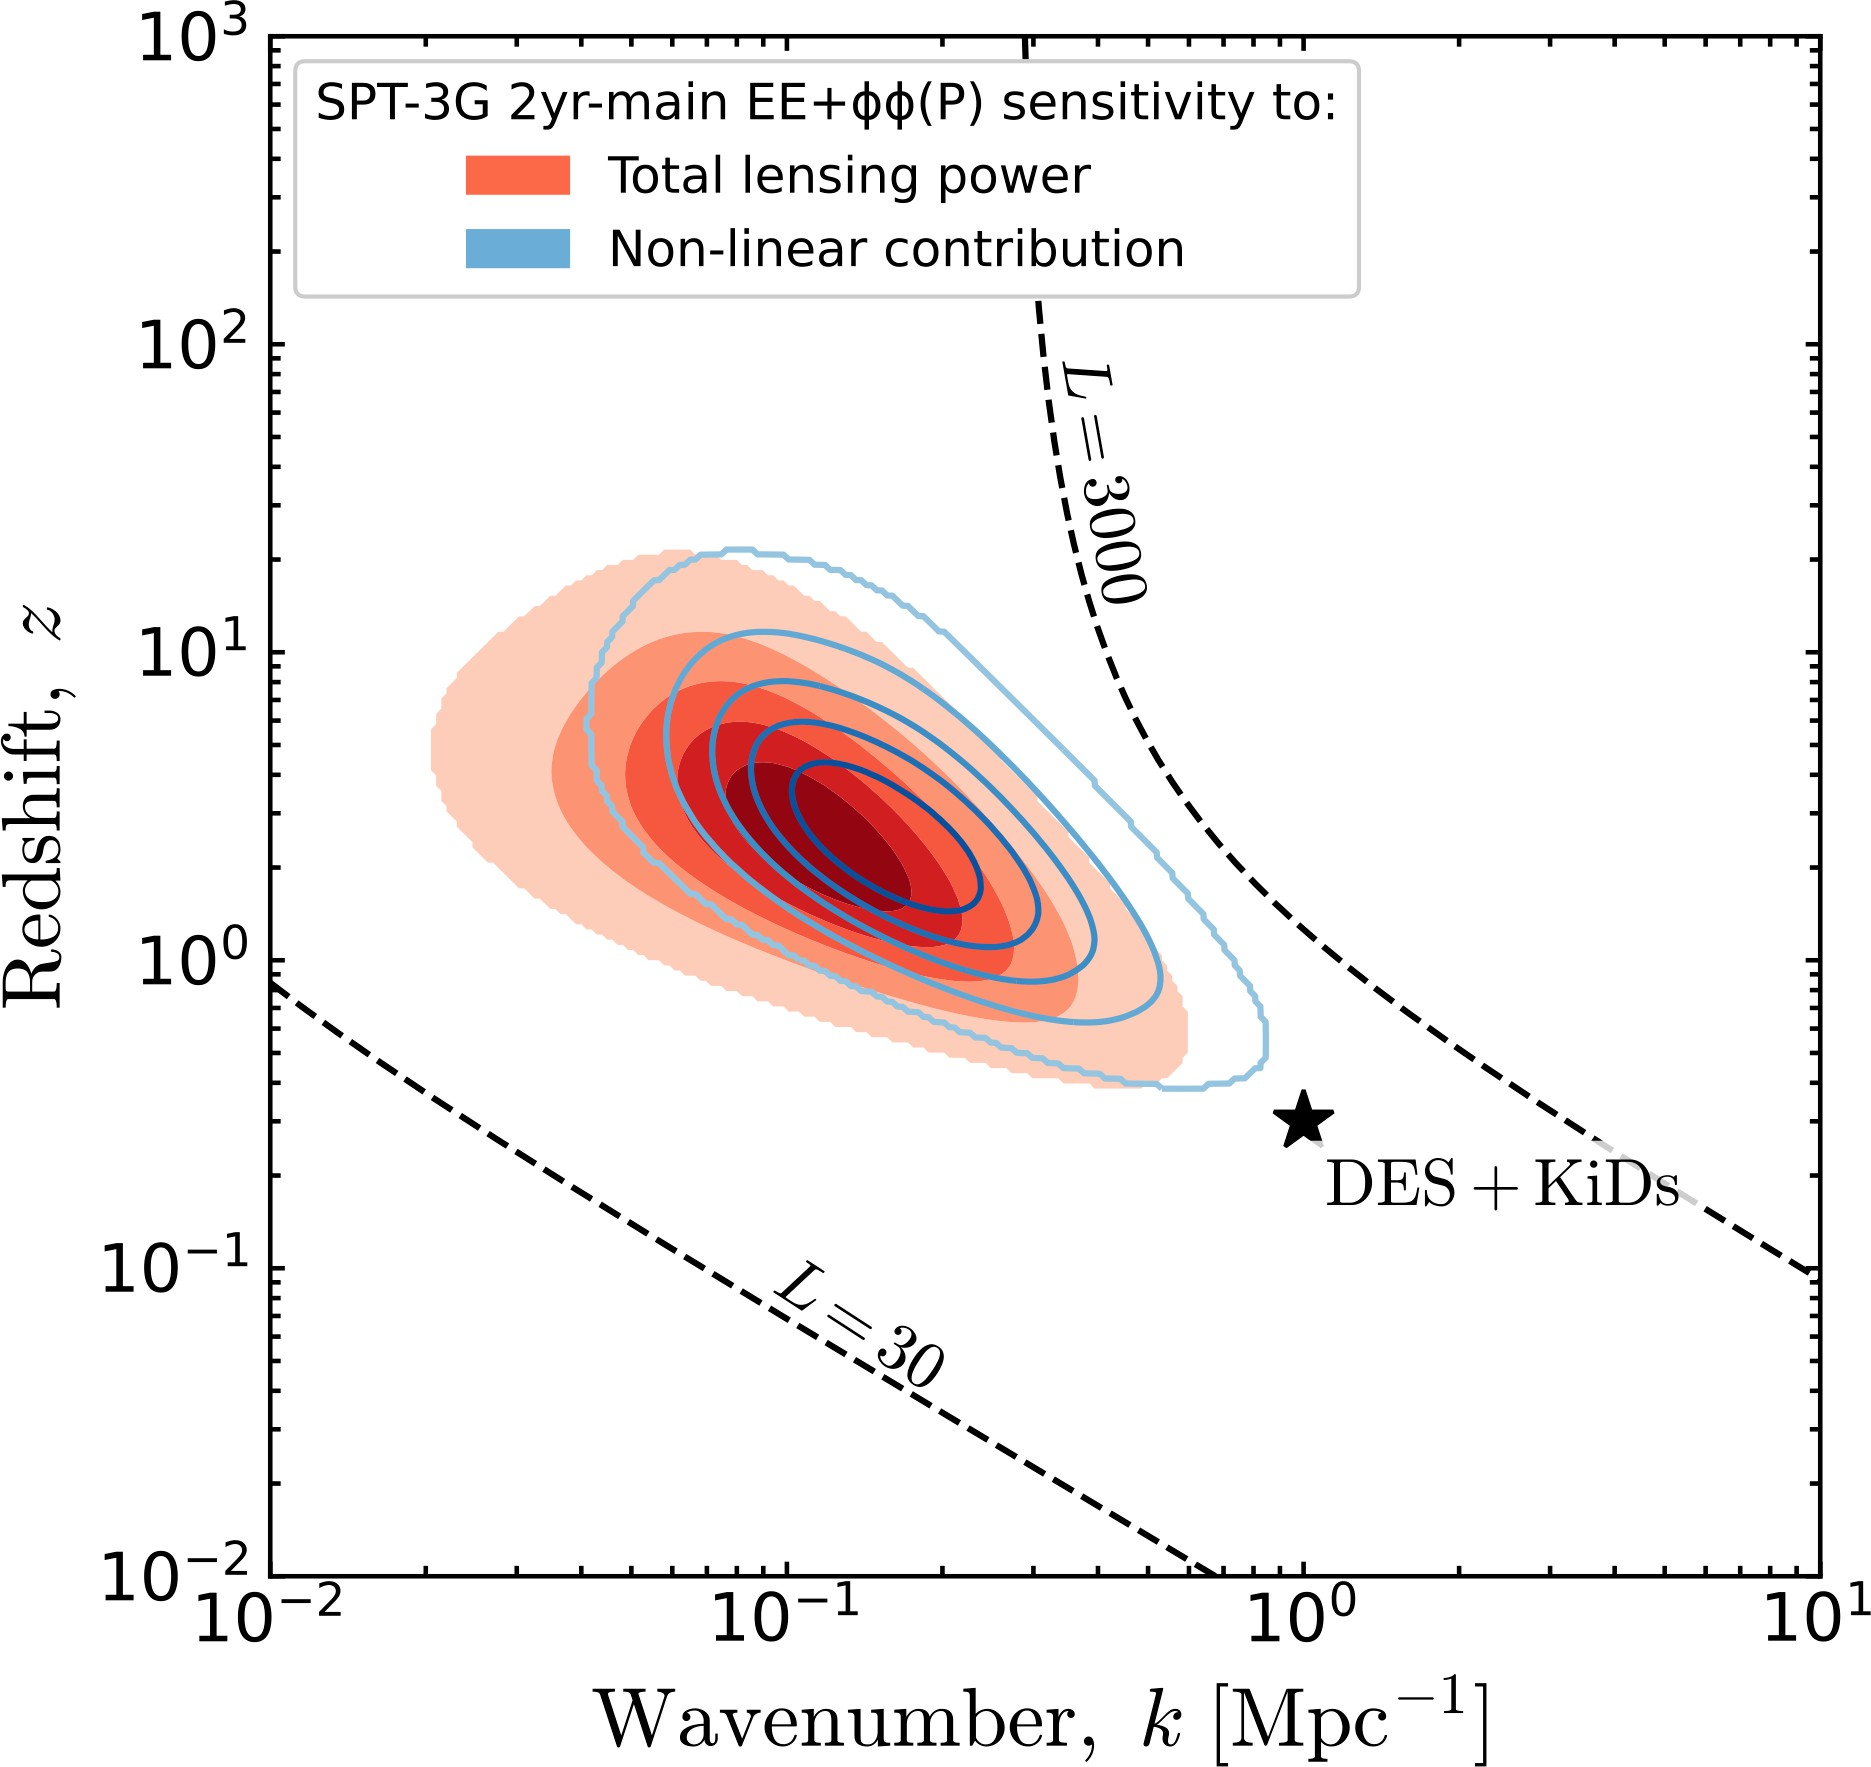 SPT-3G 2yr-main EE+ϕϕ(P) sensitivity to:
Total lensing power
Non-linear contribution
10³
10²
10¹
10⁰
10⁻¹
10⁻²
Redshift, z
L = 3000
L = 30
DES + KiDs
10⁻² 10⁻¹ 10⁰ 10¹
Wavenumber, k [Mpc⁻¹]